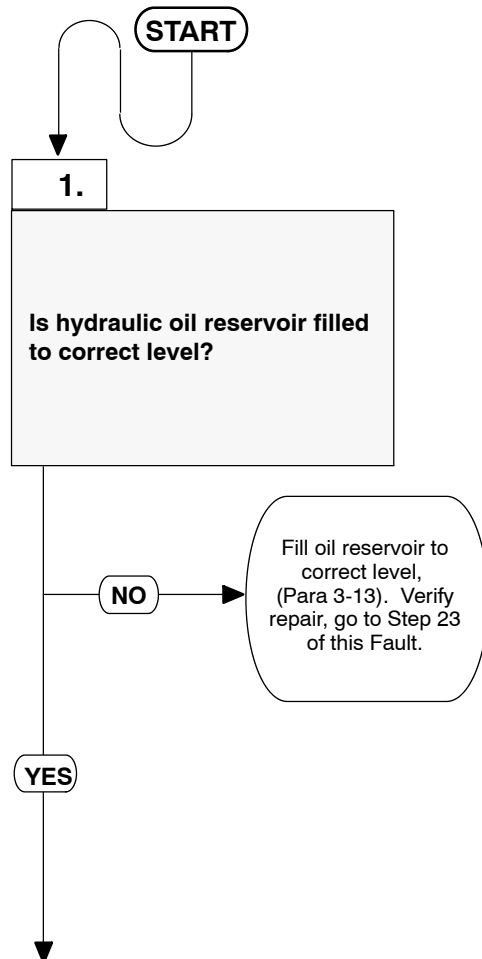 START
1.
Is hydraulic oil reservoir filled
to correct level?
NO
Fill oil reservoir to
correct level,
(Para 3-13).  Verify
repair, go to Step 23
of this Fault.
YES